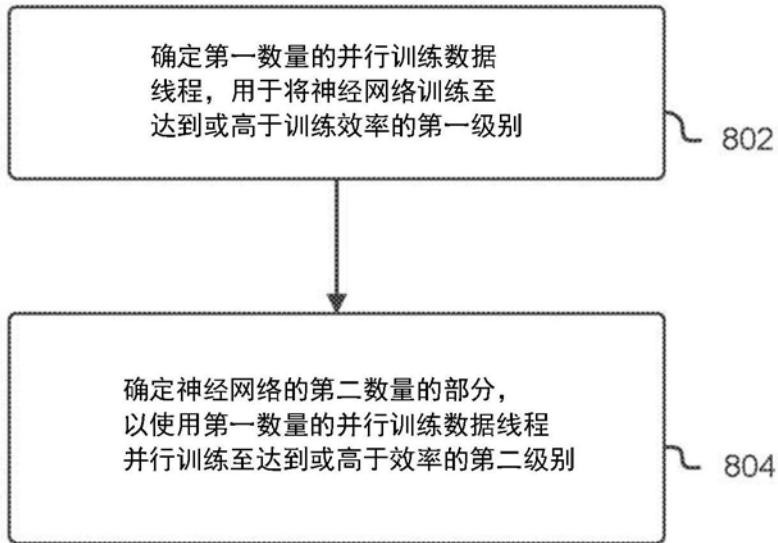 确定第一数量的并行训练数据
线程，用于将神经网络训练至
达到或高于训练效率的第一级别
802
确定神经网络的第二数量的部分，
以使用第一数量的并行训练数据线程
并行训练至达到或高于效率的第二级别
804